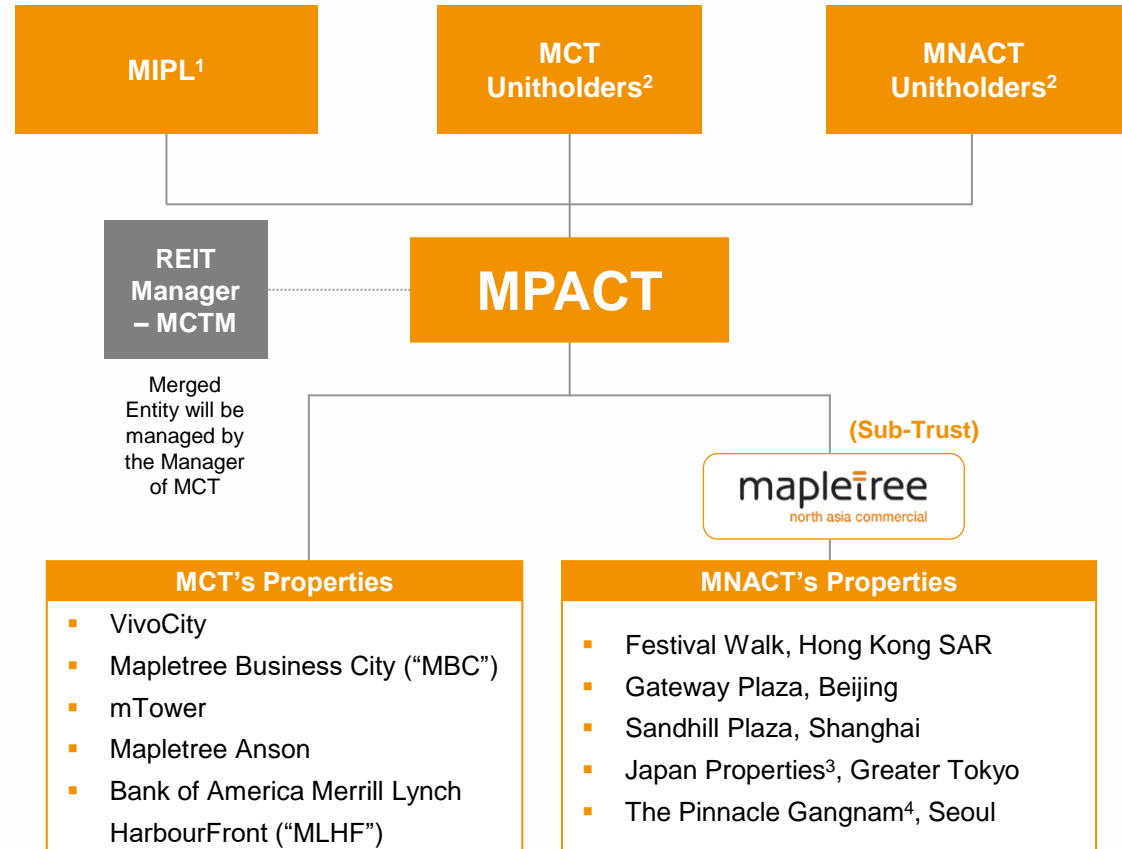 MIPL¹
MCT
Unitholders²
MNACT
Unitholders²
REIT
Manager
– MCTM
MPACT
Merged
Entity will be
managed by
the Manager
of MCT
(Sub-Trust)
mapletree
north asia commercial
MCT's Properties
▪ VivoCity
▪ Mapletree Business City (“MBC”)
▪ mTower
▪ Mapletree Anson
▪ Bank of America Merrill Lynch
HarbourFront (“MLHF”)
MNACT's Properties
▪ Festival Walk, Hong Kong SAR
▪ Gateway Plaza, Beijing
▪ Sandhill Plaza, Shanghai
▪ Japan Properties³, Greater Tokyo
▪ The Pinnacle Gangnam⁴, Seoul